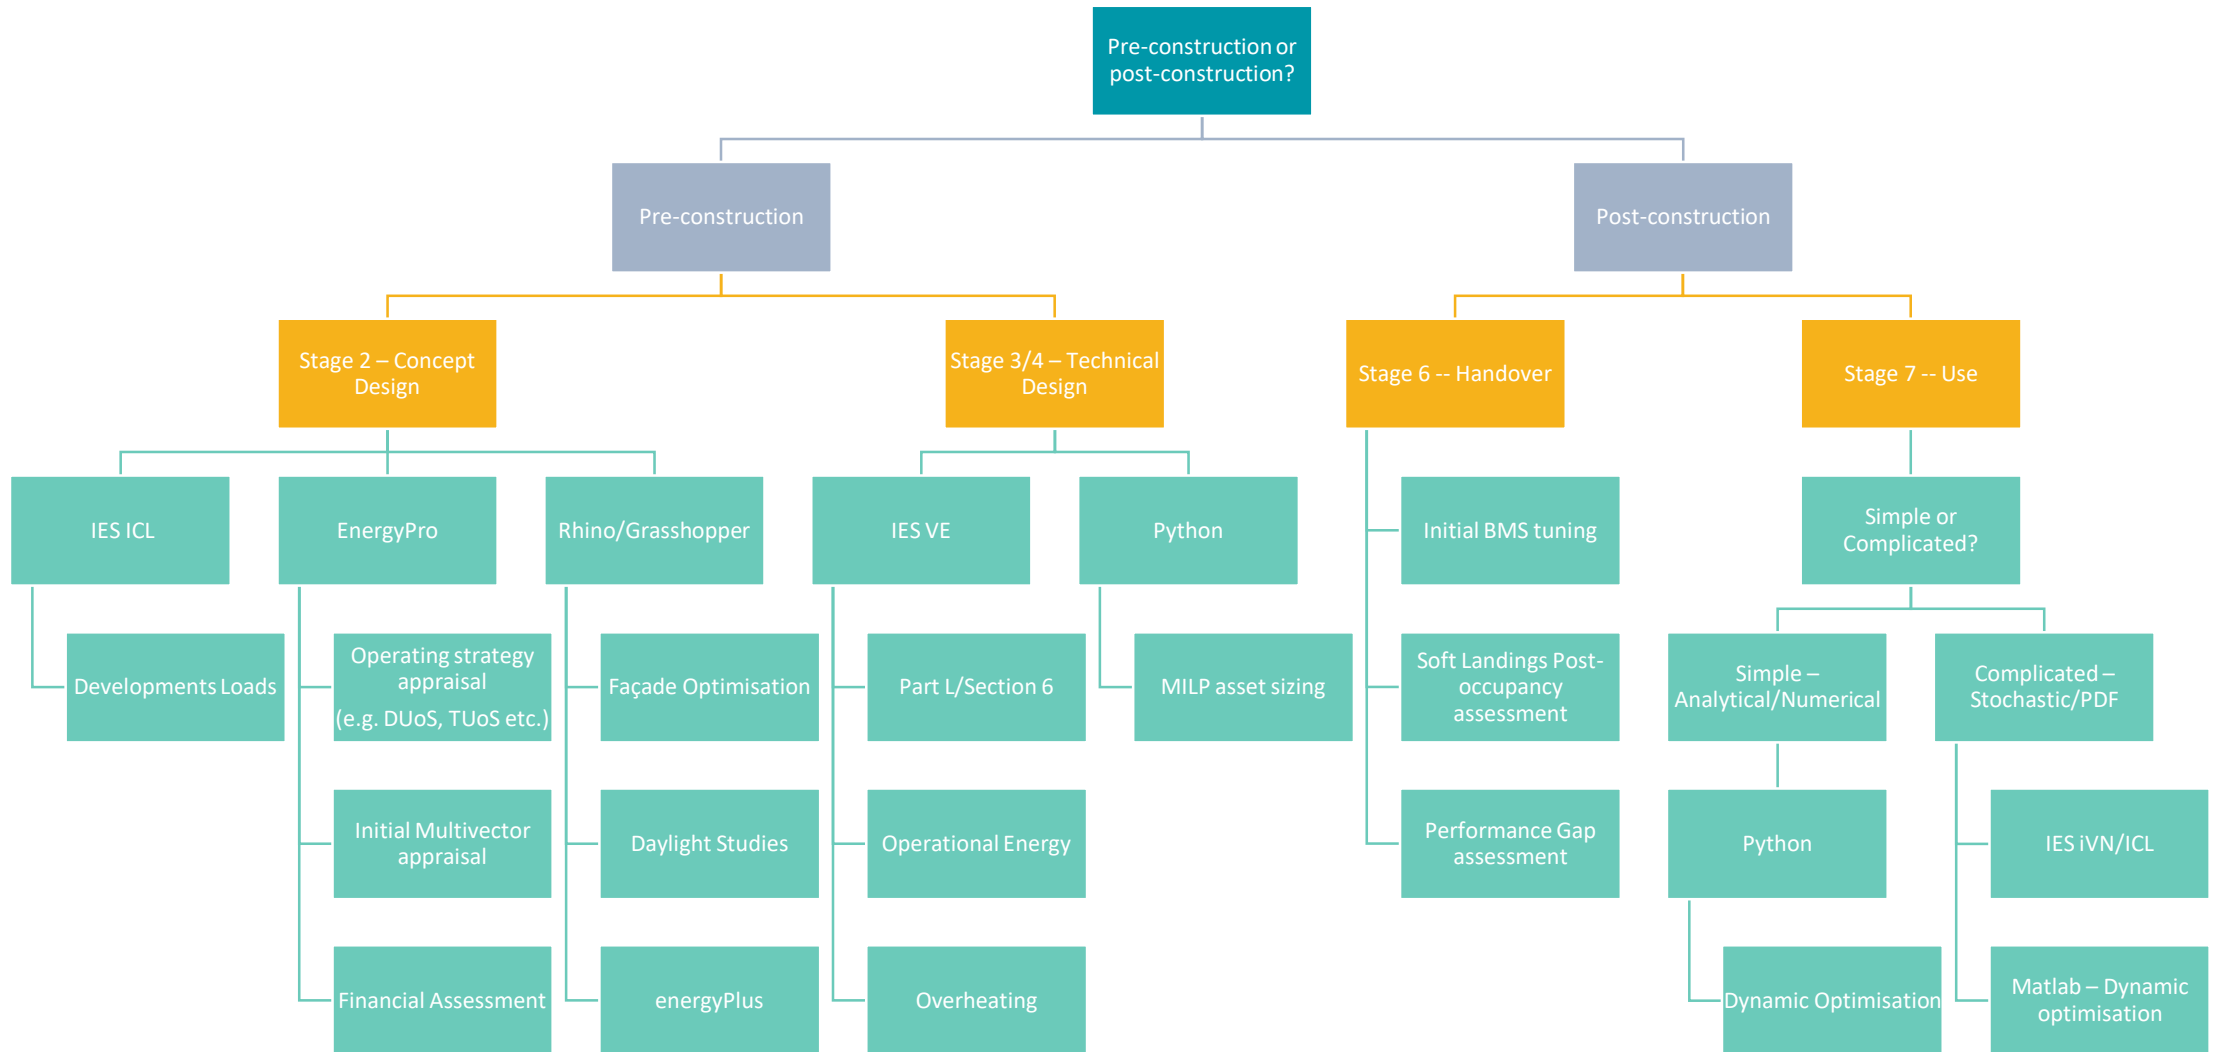 Pre-construction or
post-construction?
Pre-construction
Post-construction
Stage 2 – Concept
Design
Stage 3/4 – Technical
Design
Stage 6 -- Handover
Stage 7 -- Use
IES ICL
EnergyPro
Rhino/Grasshopper
IES VE
Python
Initial BMS tuning
Simple or
Complicated?
Developments Loads
Operating strategy
appraisal
(e.g. DUoS, TUoS etc.)
Façade Optimisation
Part L/Section 6
MILP asset sizing
Soft Landings Post-
occupancy
assessment
Simple –
Analytical/Numerical
Complicated –
Stochastic/PDF
Initial Multivector
appraisal
Daylight Studies
Operational Energy
Performance Gap
assessment
Python
IES iVN/ICL
Financial Assessment
energyPlus
Overheating
Dynamic Optimisation
Matlab – Dynamic
optimisation